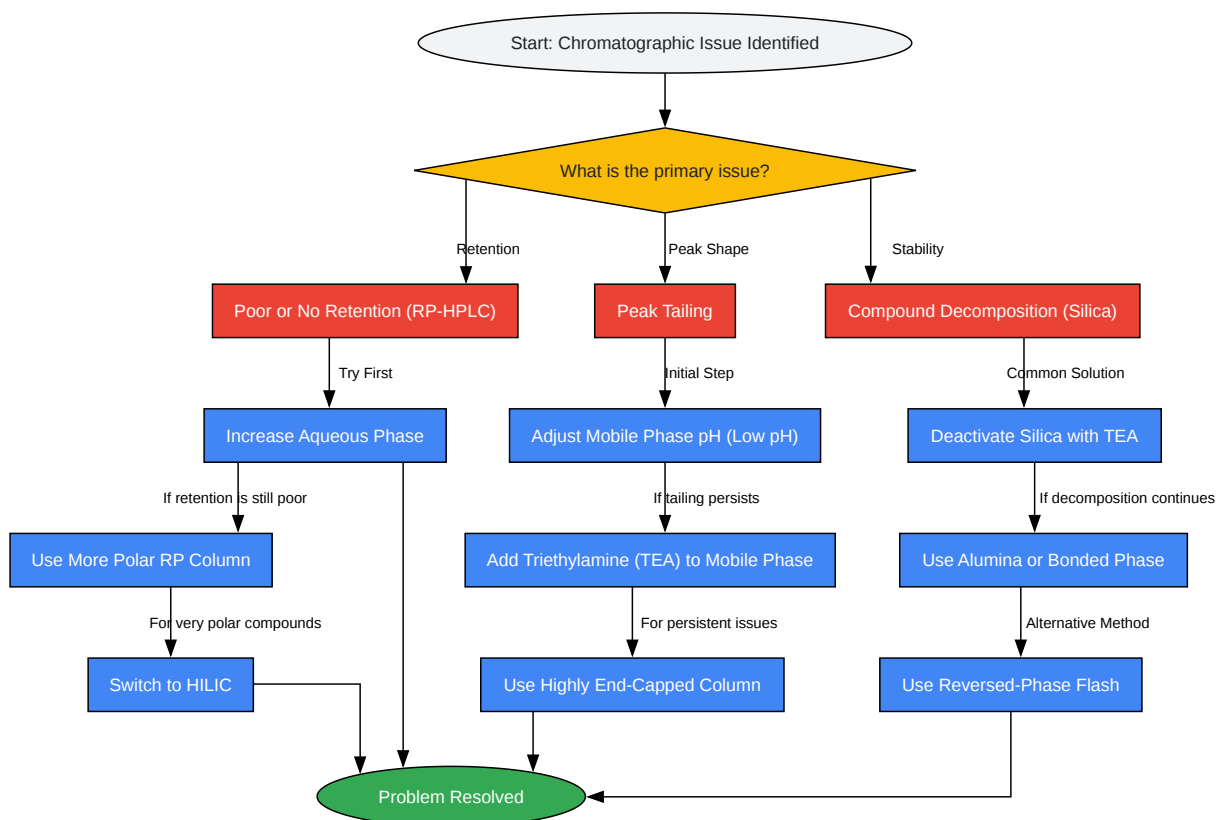 Start: Chromatographic Issue Identified
What is the primary issue?
Retention
Peak Shape
Stability
Poor or No Retention (RP-HPLC)
Peak Tailing
Compound Decomposition (Silica)
Try First
Initial Step
Common Solution
Increase Aqueous Phase
Adjust Mobile Phase pH (Low pH)
Deactivate Silica with TEA
If retention is still poor
If tailing persists
If decomposition continues
Use More Polar RP Column
Add Triethylamine (TEA) to Mobile Phase
Use Alumina or Bonded Phase
For very polar compounds
For persistent issues
Alternative Method
Switch to HILIC
Use Highly End-Capped Column
Use Reversed-Phase Flash
Problem Resolved